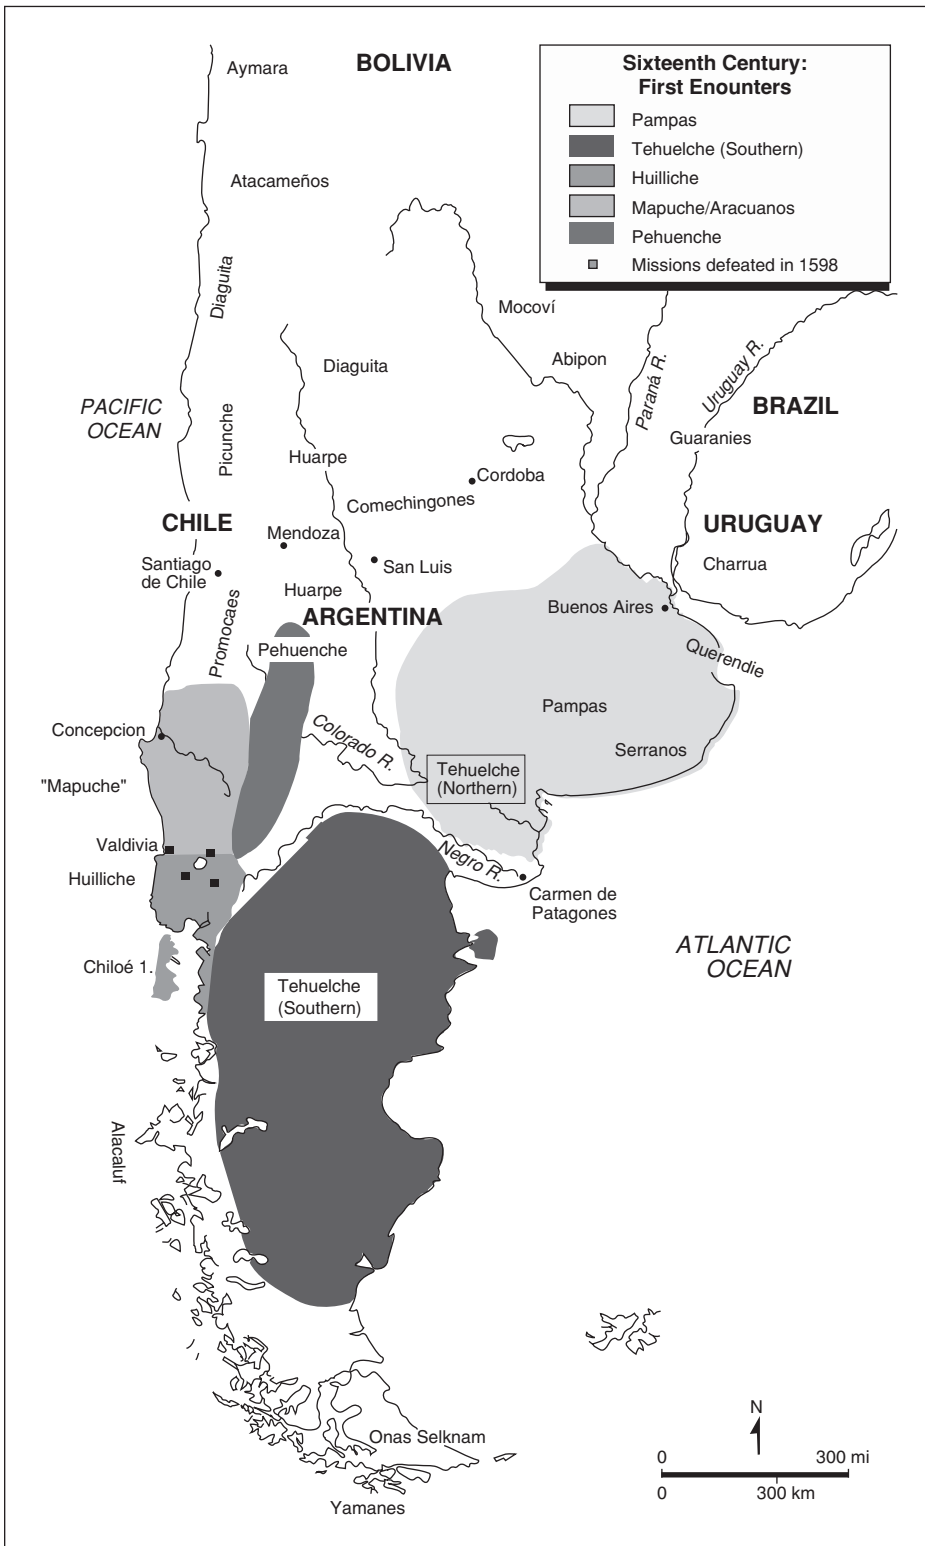 Aymara
BOLIVIA
Sixteenth Century:
First Enounters
Pampas
Tehuelche (Southern)
Huilliche
Mapuche/Aracuanos
Pehuenche
Missions defeated in 1598
Atacameños
Diaguita
Mocoví
Diaguita
Abipon
Paraná R.
Uruguay R.
PACIFIC
OCEAN
BRAZIL
Picunche
Guaranies
Huarpe
Cordoba
Comechingones
CHILE
Mendoza
URUGUAY
Santiago
de Chile
San Luis
Charrua
Huarpe
Buenos Aires
ARGENTINA
Promocaes
Pehuenche
Querendie
Pampas
Concepcion
Colorado R.
Serranos
"Mapuche"
Tehuelche
(Northern)
Valdivia
Negro R.
Huilliche
Carmen de
Patagones
ATLANTIC
OCEAN
Chiloé 1.
Tehuelche
(Southern)
Alacaluf
Onas Selknam
Yamanes
N
0
300 mi
0
300 km